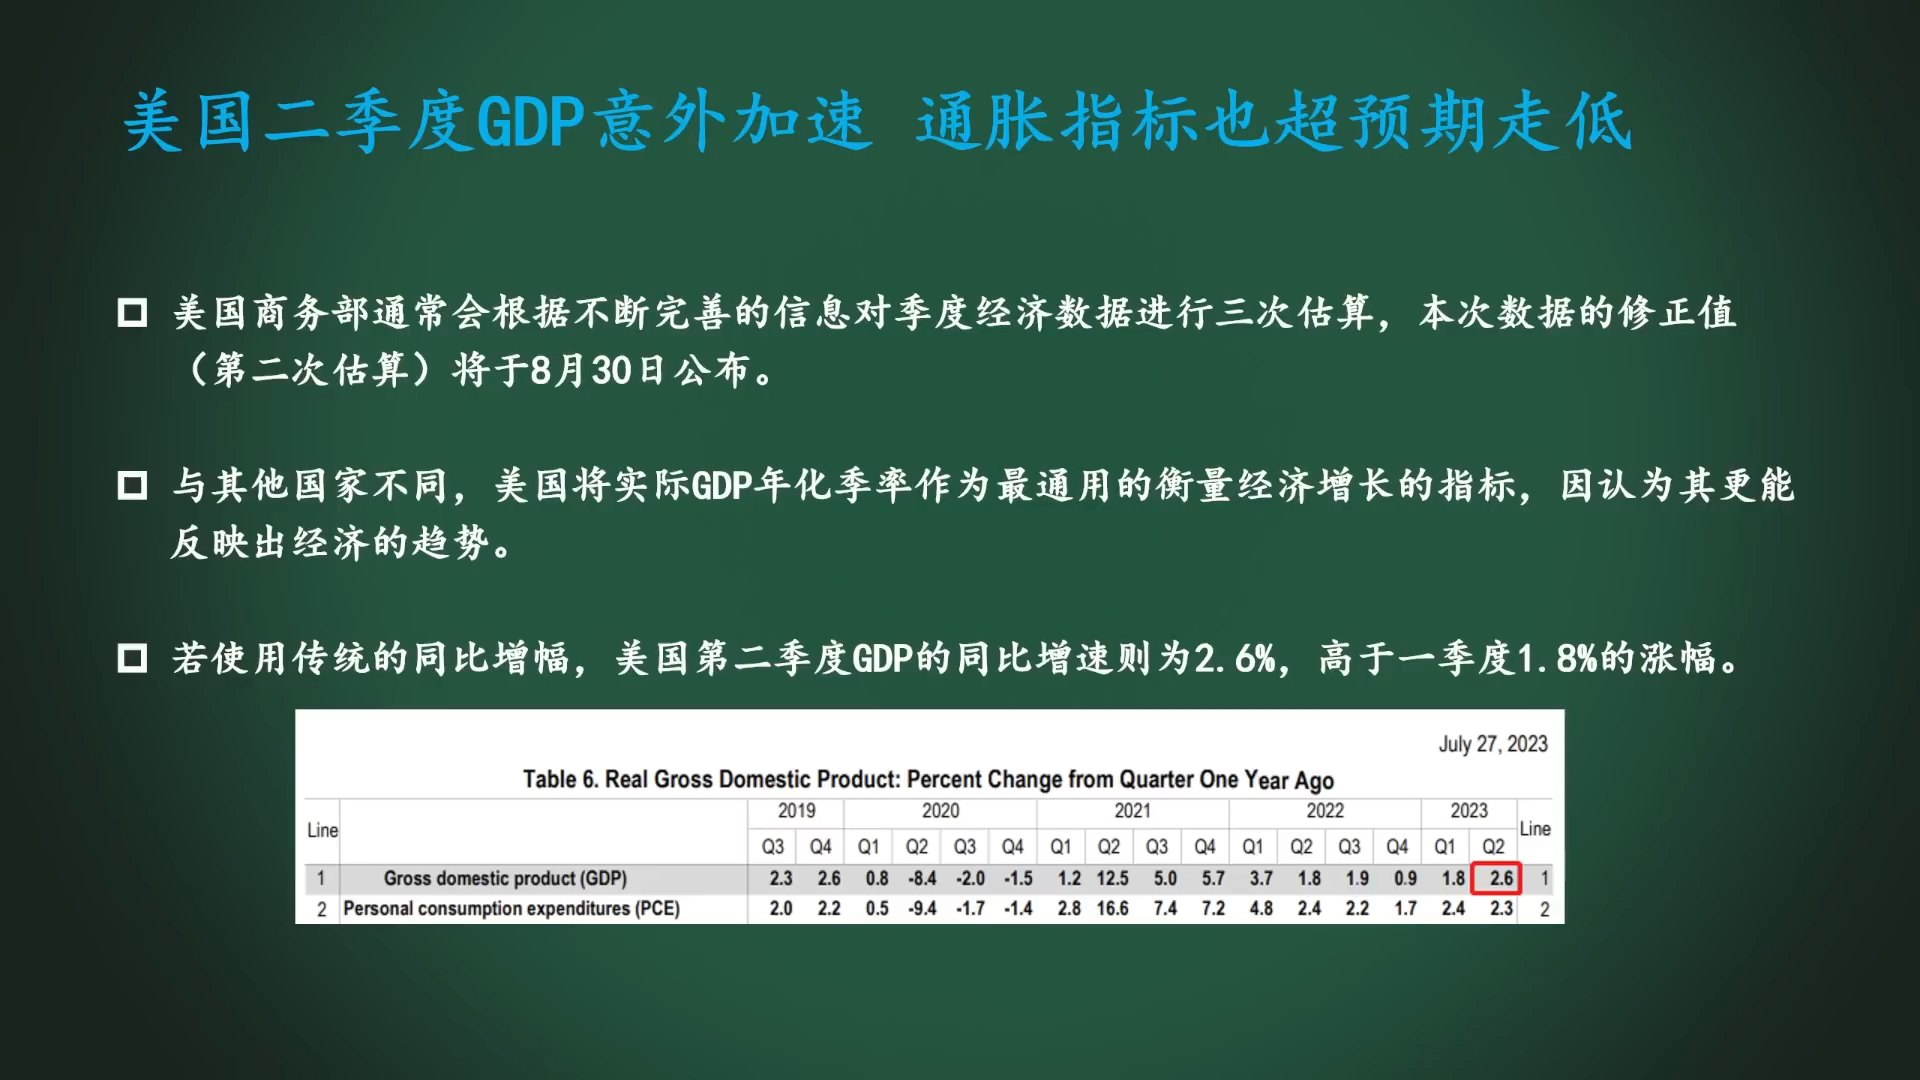 美国二季度GDP意外加速 通胀指标也超预期走低
美国商务部通常会根据不断完善的信息对季度经济数据进行三次估算，本次数据的修正值
（第二次估算）将于8月30日公布。
与其他国家不同，美国将实际GDP年化季率作为最通用的衡量经济增长的指标，因认为其更能
反映出经济的趋势。
若使用传统的同比增幅，美国第二季度GDP的同比增速则为2.6%，高于一季度1.8%的涨幅。
July 27, 2023
Table 6. Real Gross Domestic Product: Percent Change from Quarter One Year Ago
Line 2019 2020 2021 2022 2023 Line
Q3 Q4 Q1 Q2 Q3 Q4 Q1 Q2 Q3 Q4 Q1 Q2 Q3 Q4 Q1 Q2
1 Gross domestic product (GDP) 2.3 2.6 0.8 -8.4 -2.0 -1.5 1.2 12.5 5.0 5.7 3.7 1.8 1.9 0.9 1.8 2.6 1
2 Personal consumption expenditures (PCE) 2.0 2.2 0.5 -9.4 -1.7 -1.4 2.8 16.6 7.4 7.2 4.8 2.4 2.2 1.7 2.4 2.3 2